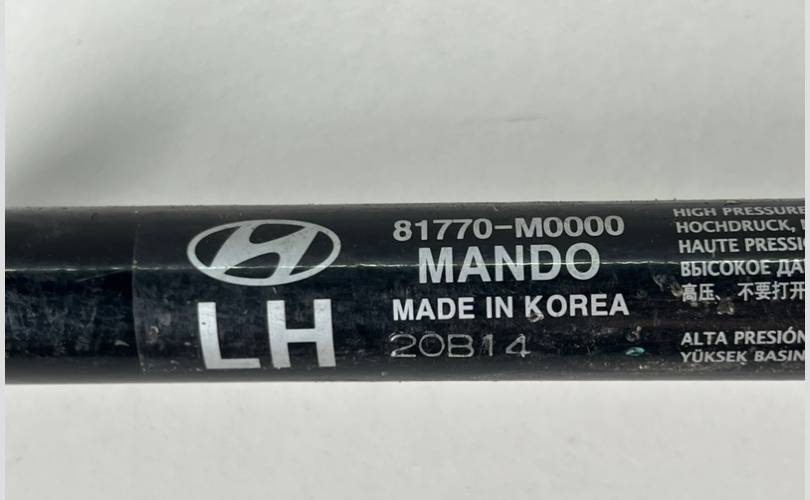 81770-M0000
MANDO
MADE IN KOREA
20B14
LH
HIGH PRESSURE
HOCHDRUCK,
HAUTE PRESSI
ВЫСОКОЕ ДА
高压、不要打开
ALTA PRESIÓN
YÜKSEK BASIN